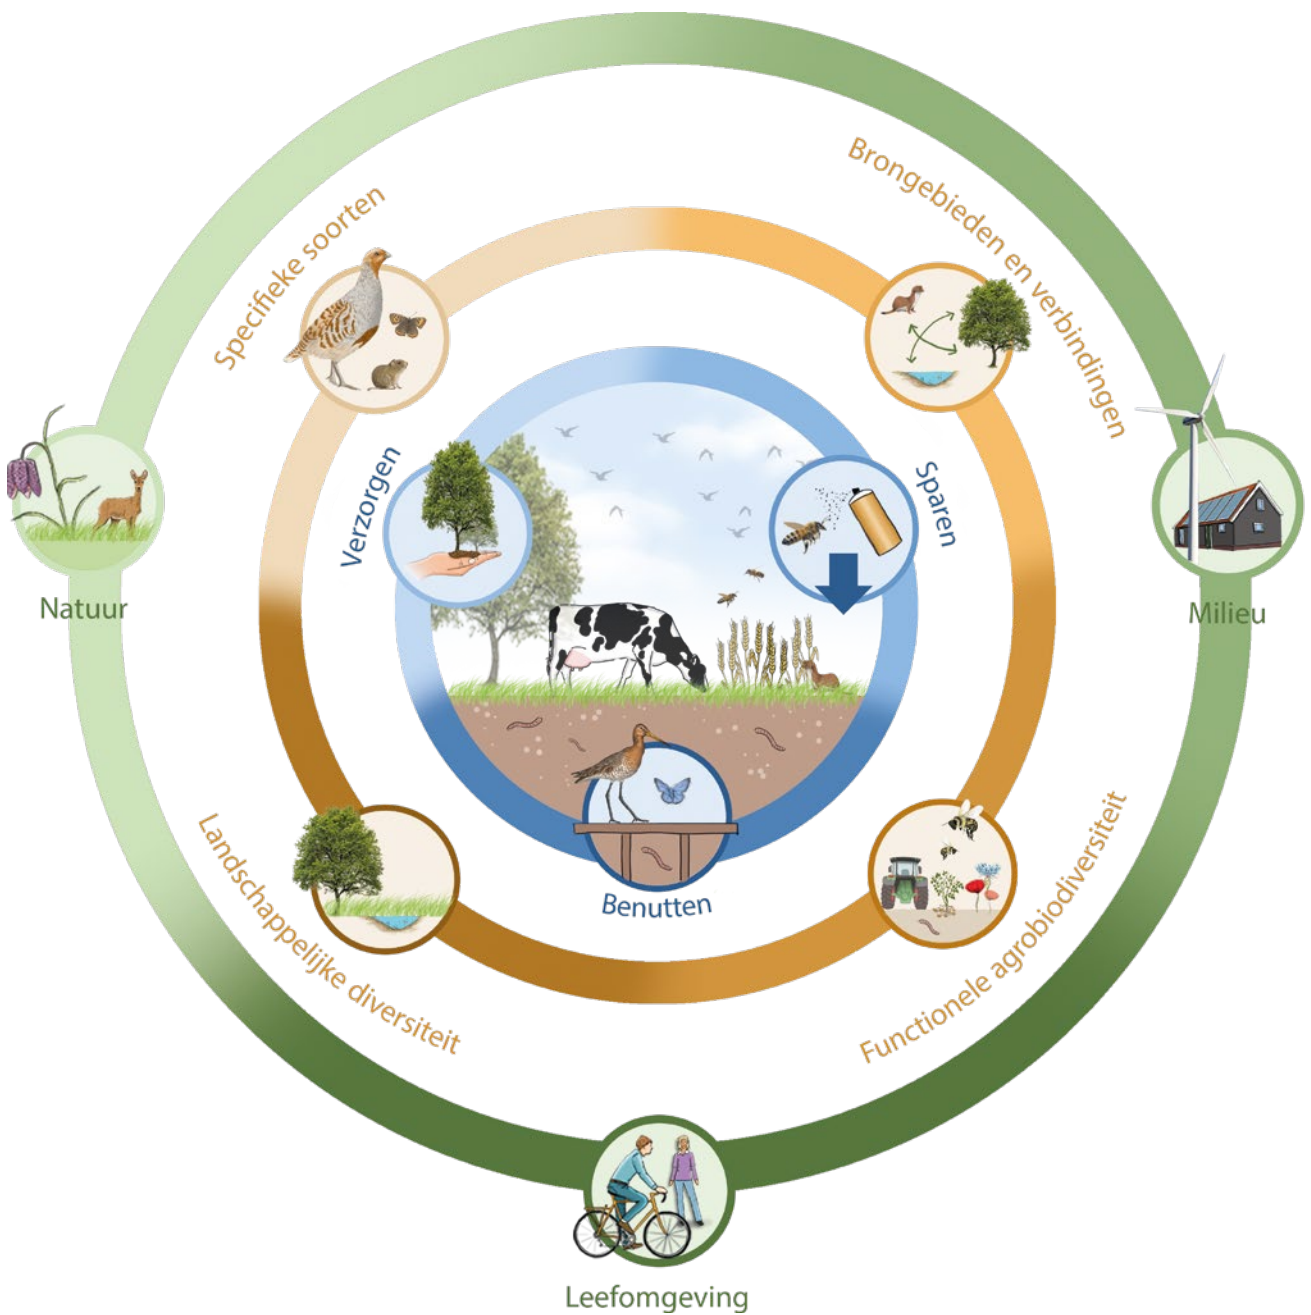 Brongebieden en verbindingen
Specifieke soorten
Verzorgen
Sparen
Natuur
Milieu
Landschappelijke diversiteit
Functionele agrobiodiversiteit
Benutten
Leefomgeving